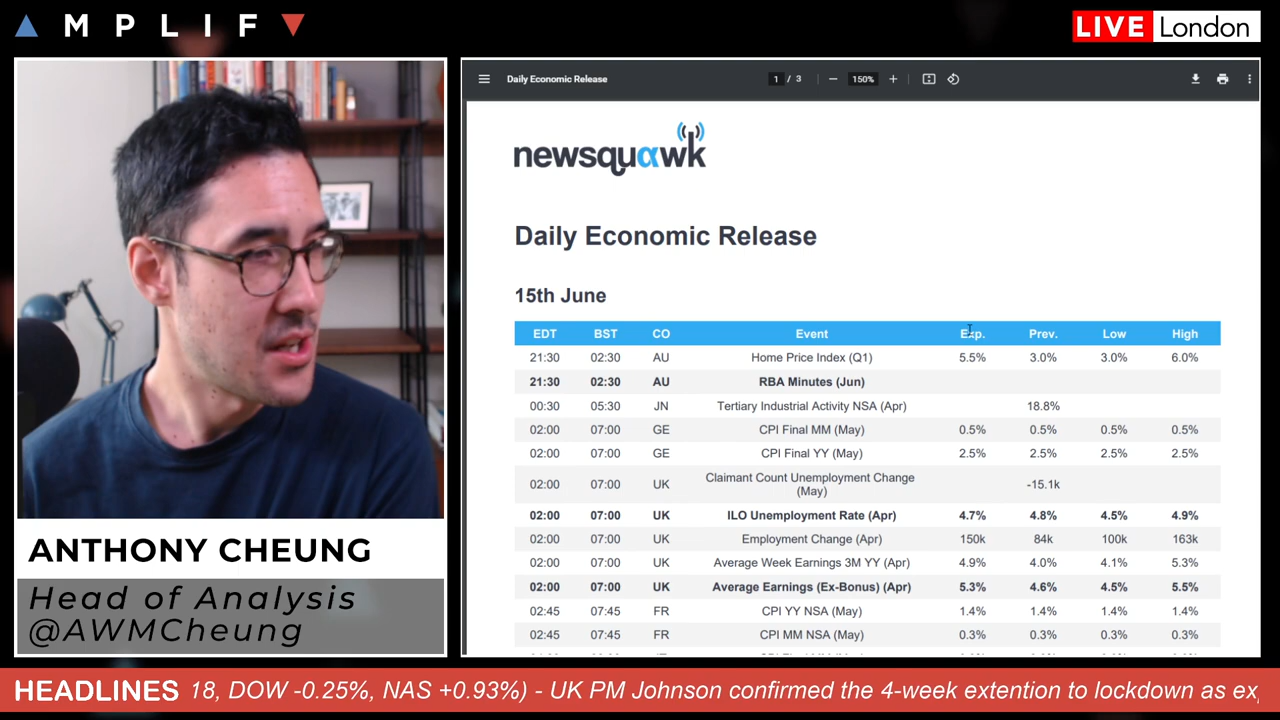 AMPLIFY
LIVE London
Daily Economic Release
1 / 3
150%
newsquawk
Daily Economic Release
15th June
EDT BST CO Event Exp. Prev. Low High
21:30 02:30 AU Home Price Index (Q1) 5.5% 3.0% 3.0% 6.0%
21:30 02:30 AU RBA Minutes (Jun)
00:30 05:30 JN Tertiary Industrial Activity NSA (Apr) 18.8%
02:00 07:00 GE CPI Final MM (May) 0.5% 0.5% 0.5% 0.5%
02:00 07:00 GE CPI Final YY (May) 2.5% 2.5% 2.5% 2.5%
02:00 07:00 UK Claimant Count Unemployment Change (May) -15.1k
02:00 07:00 UK ILO Unemployment Rate (Apr) 4.7% 4.8% 4.5% 4.9%
02:00 07:00 UK Employment Change (Apr) 150k 84k 100k 163k
02:00 07:00 UK Average Week Earnings 3M YY (Apr) 4.9% 4.0% 4.1% 5.3%
02:00 07:00 UK Average Earnings (Ex-Bonus) (Apr) 5.3% 4.6% 4.5% 5.5%
02:45 07:45 FR CPI YY NSA (May) 1.4% 1.4% 1.4% 1.4%
02:45 07:45 FR CPI MM NSA (May) 0.3% 0.3% 0.3% 0.3%
ANTHONY CHEUNG
Head of Analysis
@AWMCheung
HEADLINES 18, DOW -0.25%, NAS +0.93%) - UK PM Johnson confirmed the 4-week extention to lockdown as ex